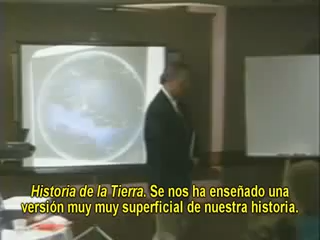 Historia de la Tierra. Se nos ha enseñado una
versión muy muy superficial de nuestra historia.